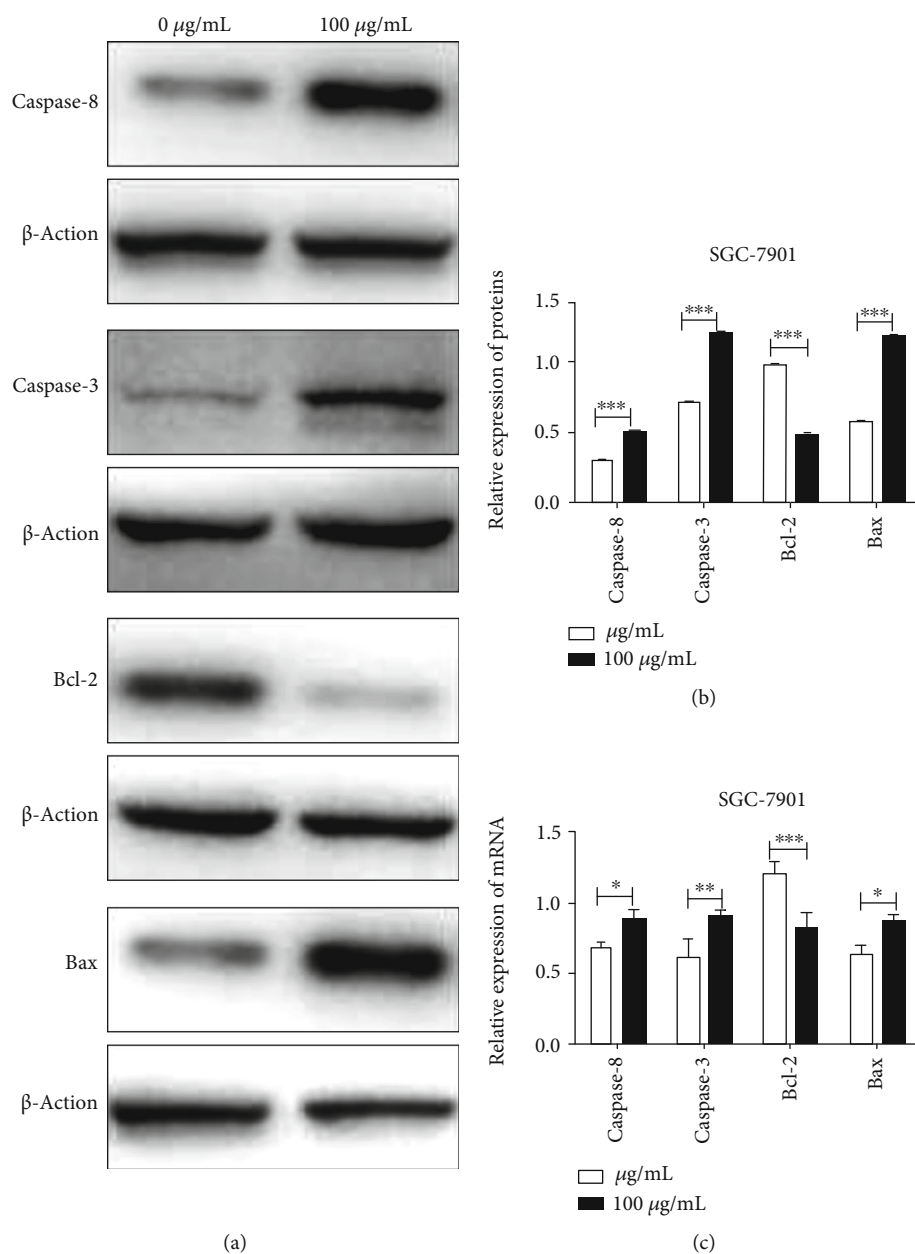 0 μg/mL 100 μg/mL
Caspase-8
β-Action
Caspase-3
β-Action
Bcl-2
β-Action
Bax
β-Action
(a)
SGC-7901
Relative expression of proteins
1.5
1.0
0.5
0.0
***
***
***
***
Caspase-8
Caspase-3
Bcl-2
Bax
μg/mL
100 μg/mL
(b)
SGC-7901
Relative expression of mRNA
1.5
1.0
0.5
0.0
*
**
***
*
Caspase-8
Caspase-3
Bcl-2
Bax
μg/mL
100 μg/mL
(c)